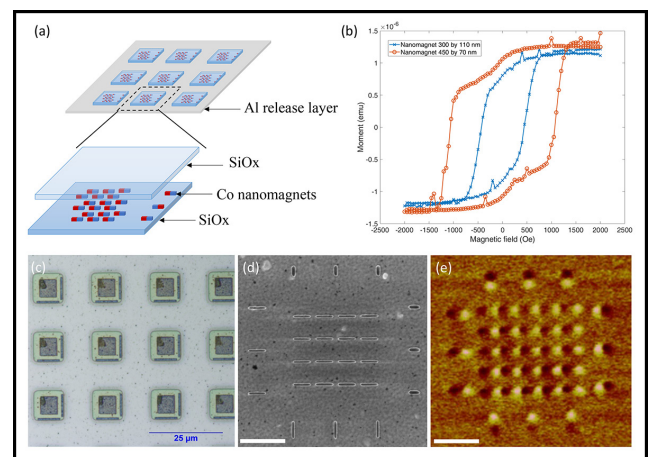 (a)
Al release layer
SiOx
Co nanomagnets
SiOx
(b)
×10⁻⁶
1.5
1
0.5
0
-0.5
-1
-1.5
Moment (emu)
Nanomagnet 300 by 110 nm
Nanomagnet 450 by 70 nm
-2500 -2000 -1500 -1000 -500 0 500 1000 1500 2000 2500
Magnetic field (Oe)
(c)
25 µm
(d)
(e)